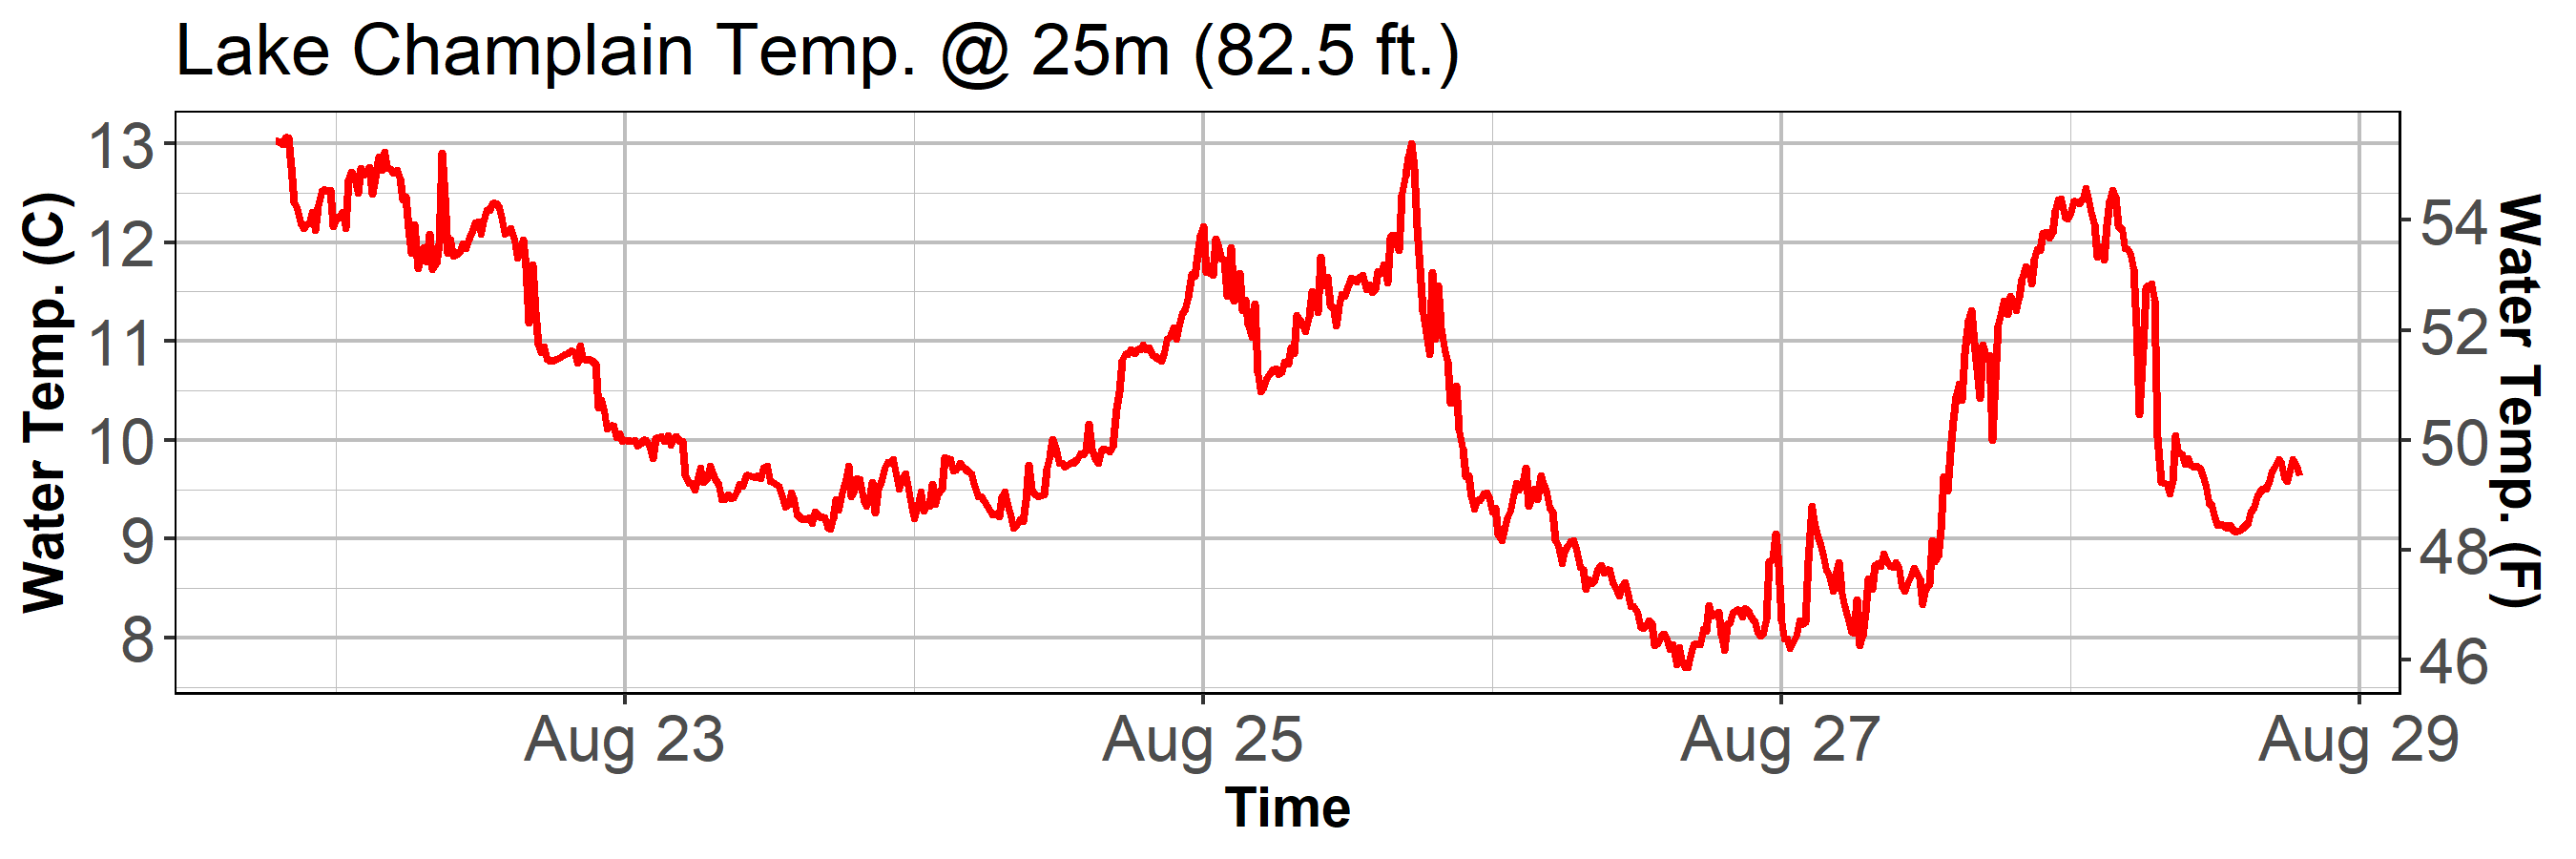 Lake Champlain Temp. @ 25m (82.5 ft.)
Water Temp. (C)
13
12
11
10
9
8
54
52
50
48
46
Water Temp. (F)
Aug 23
Aug 25
Aug 27
Aug 29
Time